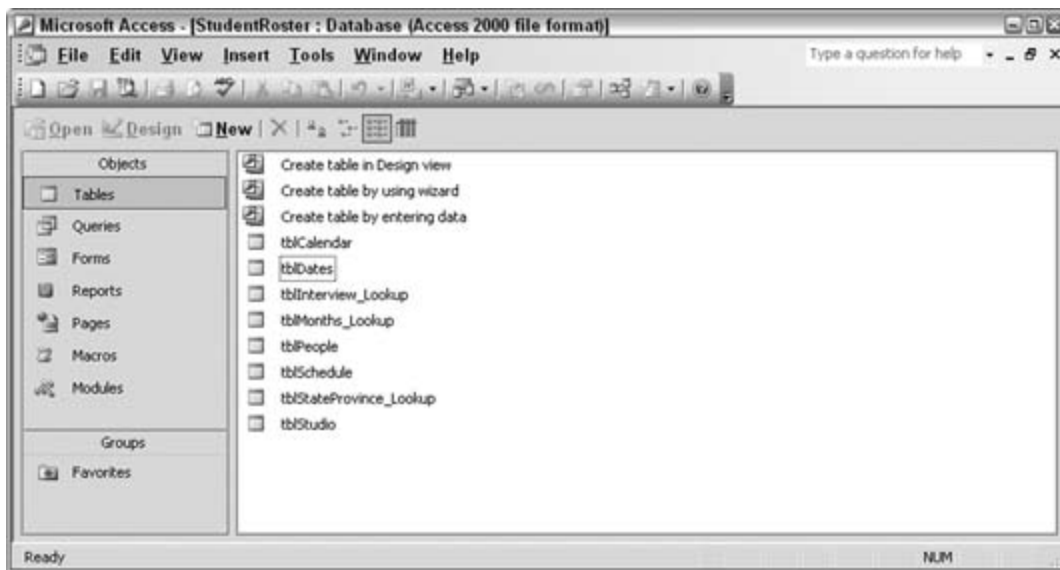 Microsoft Access - [StudentRoster : Database (Access 2000 file format)]
File Edit View Insert Tools Window Help Type a question for help
Open Design New
Objects
Tables
Queries
Forms
Reports
Pages
Macros
Modules
Groups
Favorites
Create table in Design view
Create table by using wizard
Create table by entering data
tblCalendar
tblDates
tblInterview_Lookup
tblMonths_Lookup
tblPeople
tblSchedule
tblStateProvince_Lookup
tblStudio
Ready NUM